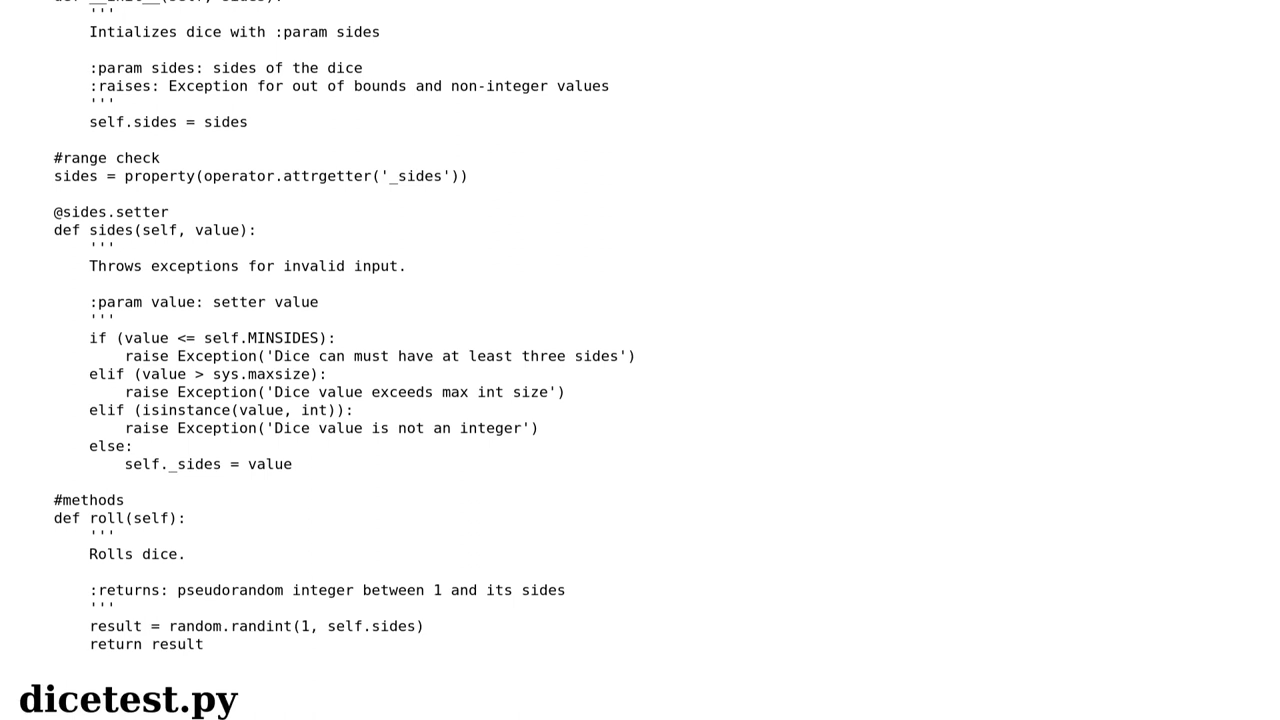 def __init__(self, sides):
'''
Intializes dice with :param sides
:param sides: sides of the dice
:raises: Exception for out of bounds and non-integer values
'''
self.sides = sides
#range check
sides = property(operator.attrgetter('_sides'))
@sides.setter
def sides(self, value):
'''
Throws exceptions for invalid input.
:param value: setter value
'''
if (value <= self.MINSIDES):
raise Exception('Dice can must have at least three sides')
elif (value > sys.maxsize):
raise Exception('Dice value exceeds max int size')
elif (isinstance(value, int)):
raise Exception('Dice value is not an integer')
else:
self._sides = value
#methods
def roll(self):
'''
Rolls dice.
:returns: pseudorandom integer between 1 and its sides
'''
result = random.randint(1, self.sides)
return result
dicetest.py